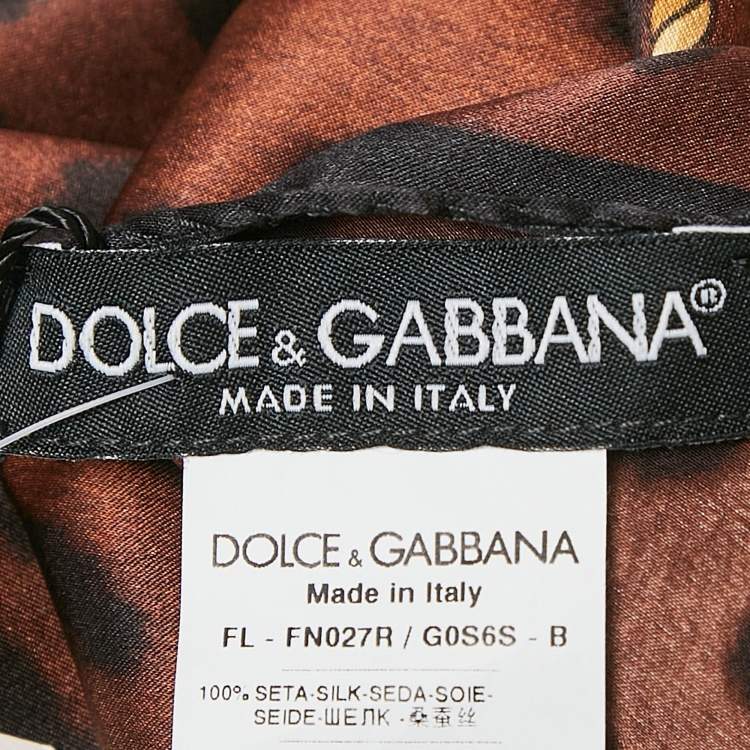 DOLCE & GABBANA®
MADE IN ITALY
DOLCE & GABBANA
Made in Italy
FL - FN027R / G0S6S - B
100% SETA-SILK-SEDA-SOIE-
SEIDE-ШЕЛК -桑蚕丝